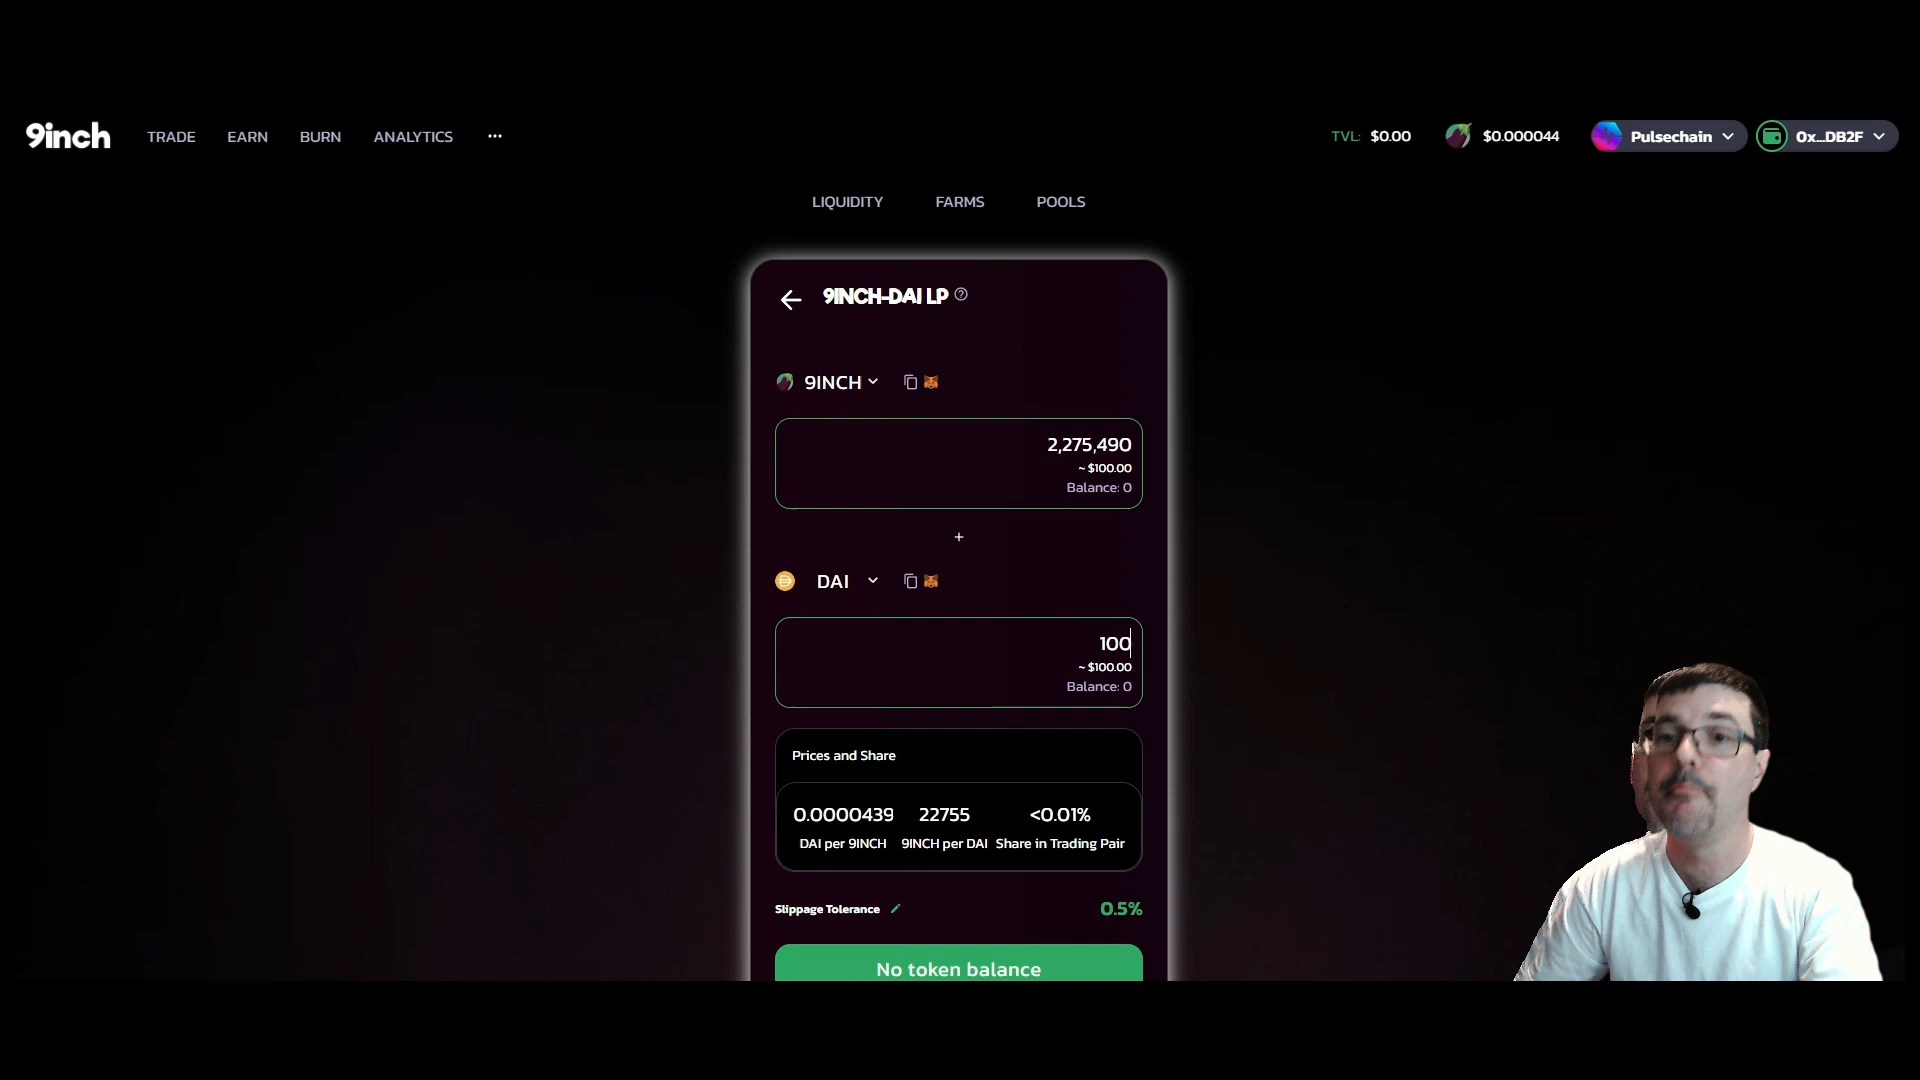 9inch TRADE EARN BURN ANALYTICS ... TVL: $0.00 $0.000044 Pulsechain 0x...DB2F
LIQUIDITY FARMS POOLS
9INCH-DAI LP
9INCH
2,275,490
~ $100.00
Balance: 0
+
DAI
100
~ $100.00
Balance: 0
Prices and Share
0.0000439 22755 <0.01%
DAI per 9INCH 9INCH per DAI Share in Trading Pair
Slippage Tolerance 0.5%
No token balance